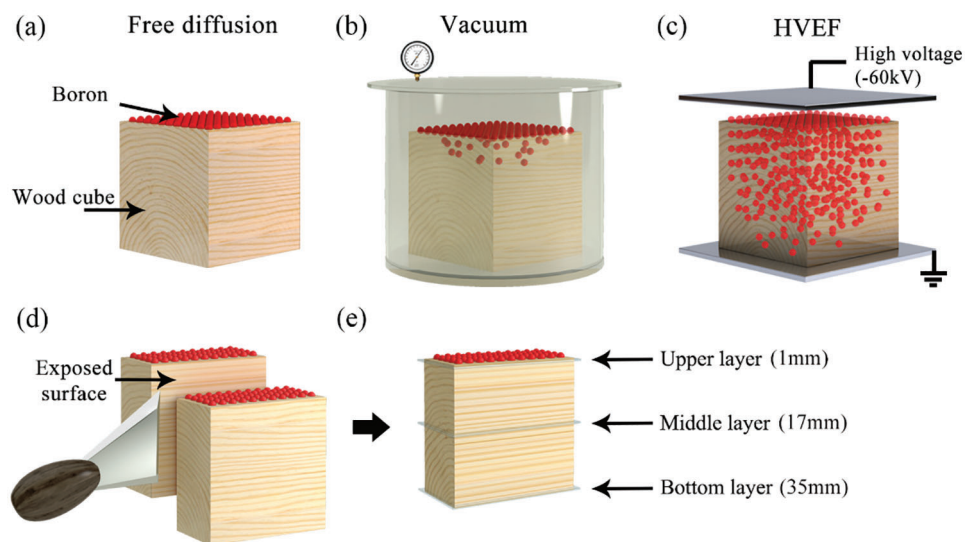 (a) Free diffusion
Boron
Wood cube
(b) Vacuum
(c) HVEF
High voltage
(-60kV)
(d)
Exposed
surface
(e)
Upper layer (1mm)
Middle layer (17mm)
Bottom layer (35mm)